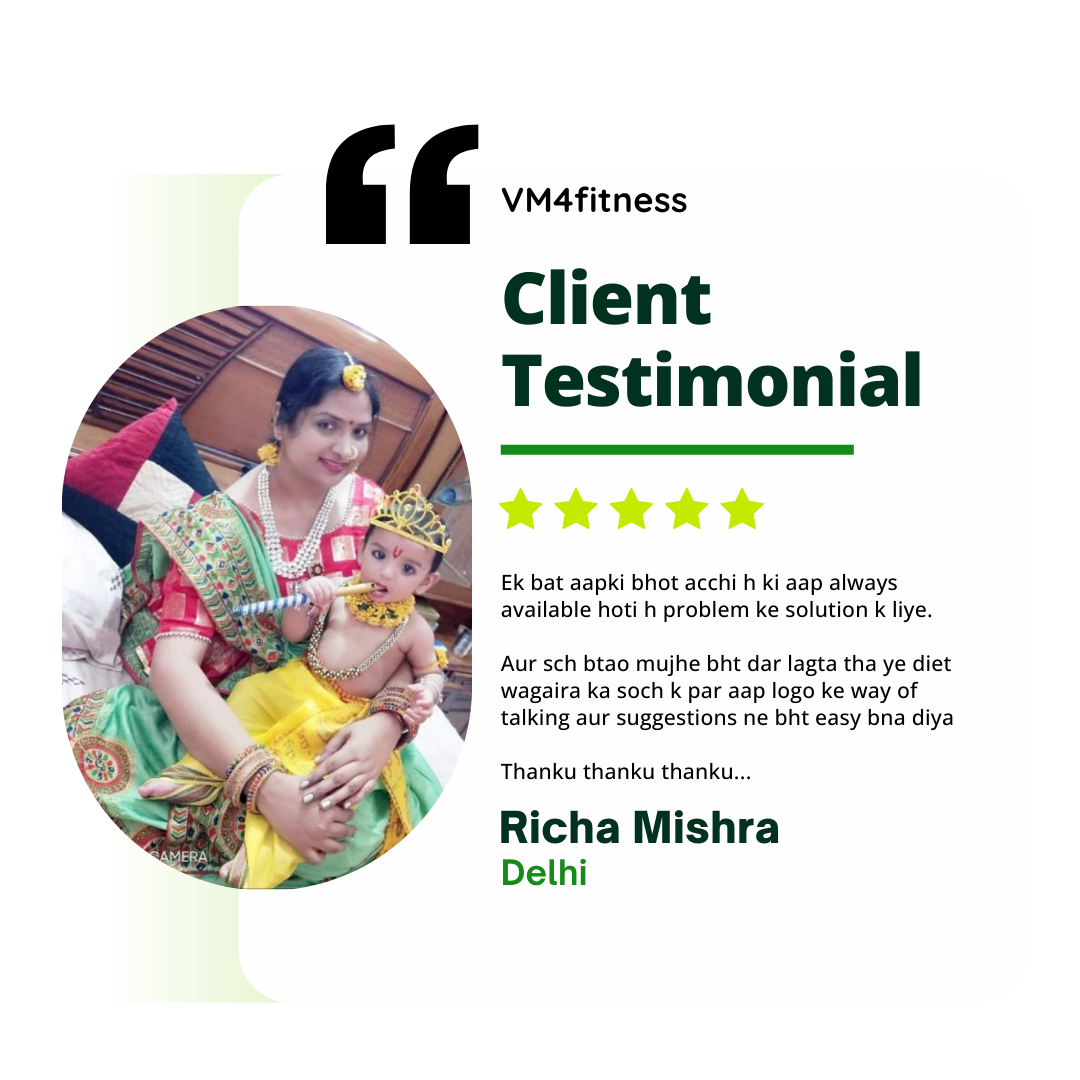 VM4fitness
Client
Testimonial
Ek bat aapki bhot acchi h ki aap always
available hoti h problem ke solution k liye.
Aur sch btao mujhe bht dar lagta tha ye diet
wagaira ka soch k par aap logo ke way of
talking aur suggestions ne bht easy bna diya
Thanku thanku thanku...
Richa Mishra
Delhi
CAMERA